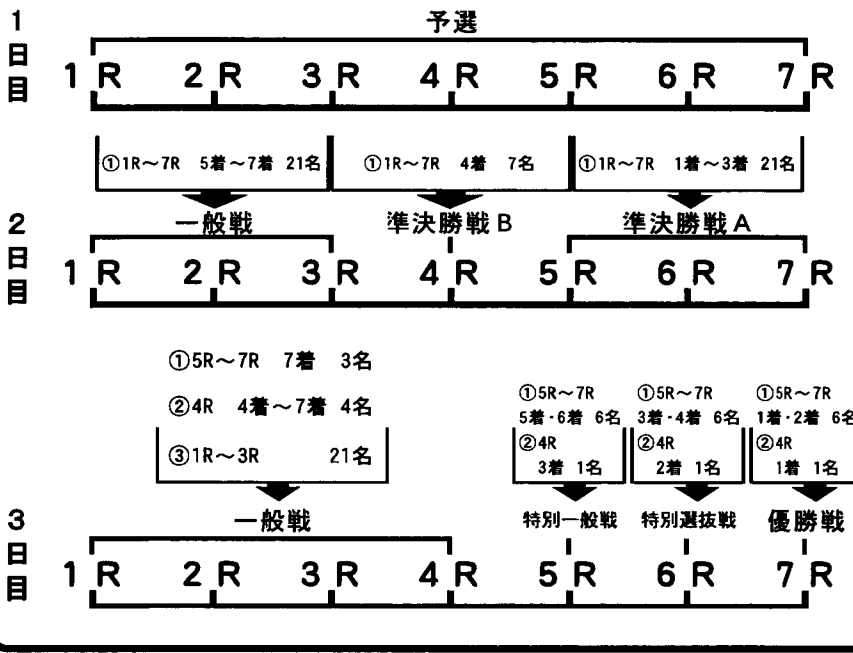 1日目
予選
1R 2R 3R 4R 5R 6R 7R
①1R～7R 5着～7着 21名
①1R～7R 4着 7名
①1R～7R 1着～3着 21名
2日目
一般戦
準決勝戦B
準決勝戦A
1R 2R 3R 4R 5R 6R 7R
①5R～7R 7着 3名
②4R 4着～7着 4名
③1R～3R 21名
①5R～7R
5着・6着 6名
②4R
3着 1名
①5R～7R
3着・4着 6名
②4R
2着 1名
①5R～7R
1着・2着 6名
②4R
1着 1名
3日目
一般戦
特別一般戦
特別選抜戦
優勝戦
1R 2R 3R 4R 5R 6R 7R